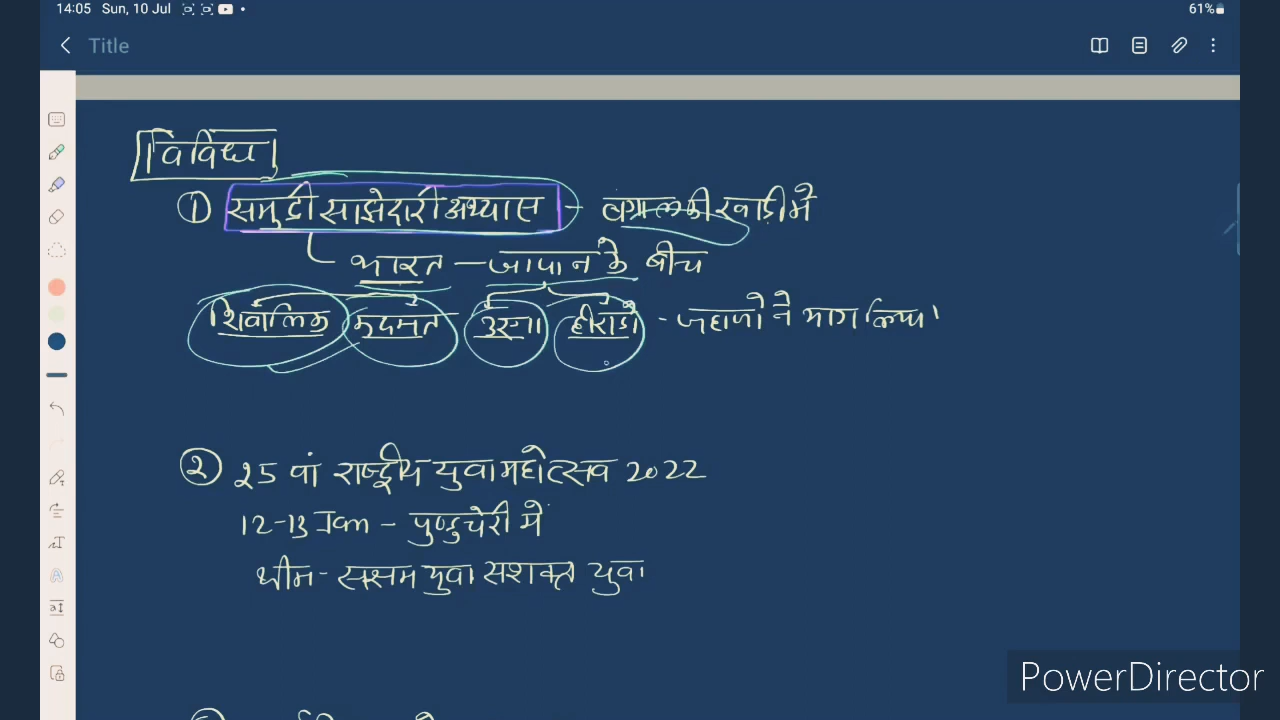 14:05 Sun, 10 Jul
61%
Title
विविध
① समुद्री साझेदारी अभ्यास - बंगाल की खाड़ी में
भारत - जापान के बीच
शिवालिक कदमत उरगा हीराडो - जहाजो ने भाग लिया।
② 25 वां राष्ट्रीय युवा महोत्सव 2022
12-13 Jan - पुण्डुचेरी में
थीम - सक्षम युवा सशक्त युवा
PowerDirector